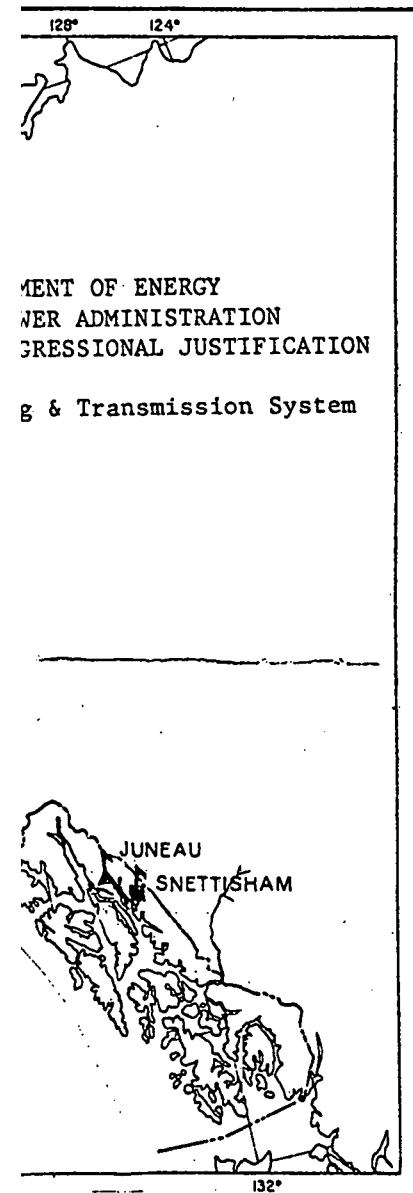 128° 124°
MENT OF ENERGY
WER ADMINISTRATION
GRESSIONAL JUSTIFICATION
g & Transmission System
JUNEAU
SNETTISHAM
132°